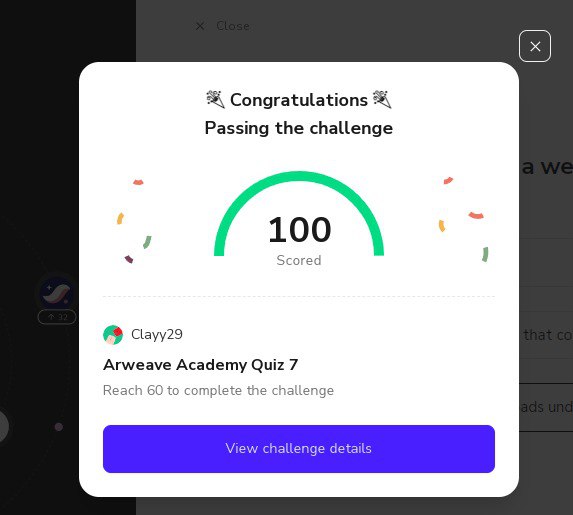 Close
Congratulations
Passing the challenge
a we
100
Scored
32
Clayy29
that co
Arweave Academy Quiz 7
Reach 60 to complete the challenge
ads und
View challenge details